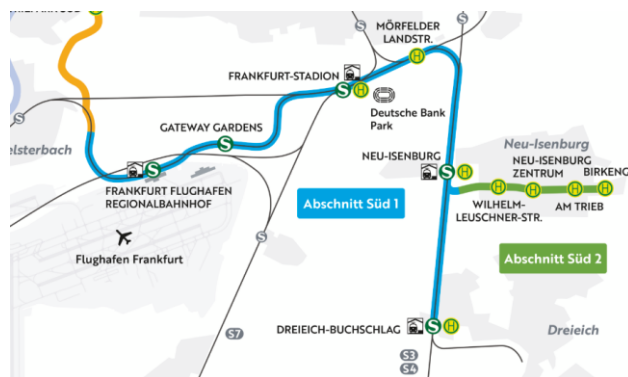 MÖRFELDER
LANDSTR.
S
FRANKFURT-STADION
S H
H
Deutsche Bank
Park
GATEWAY GARDENS
S
S
elsterbach
Neu-Isenburg
NEU-ISENBURG
S H
NEU-ISENBURG
ZENTRUM
BIRKENG
H H H H
WILHELM-
LEUSCHNER-STR.
AM TRIEB
S
FRANKFURT FLUGHAFEN
REGIONALBAHNHOF
Abschnitt Süd 1
Abschnitt Süd 2
S
Flughafen Frankfurt
S7
DREIEICH-BUCHSCHLAG
S H
Dreieich
S3
S4